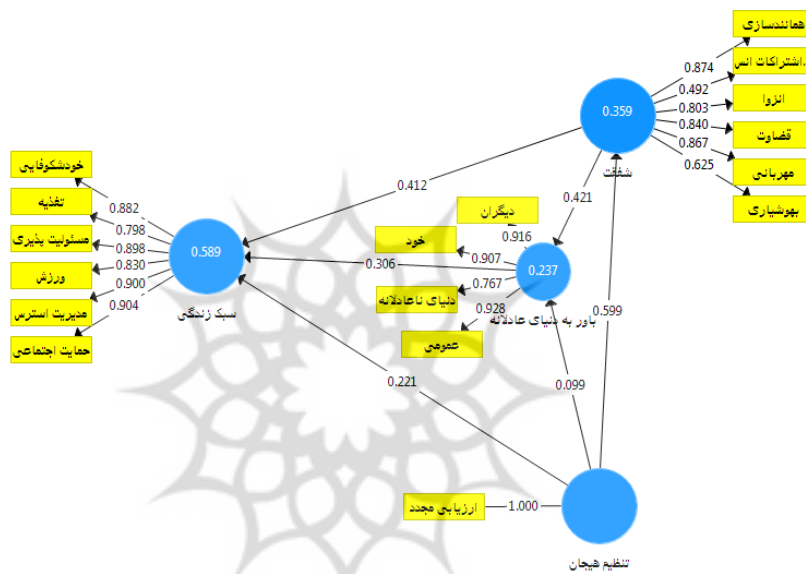 همانندسازی
اشتراکات انس.
انزوا
قضاوت
مهربانی
بهوشیاری
0.874
0.492
0.803
0.840
0.867
0.625
0.359
شفقت
0.412
0.421
0.599
خودشکوفایی
تغذیه
مسئولیت پذیری
ورزش
مدیریت استرس
حمایت اجتماعی
0.882
0.798
0.898
0.830
0.900
0.904
0.589
سبک زندگی
دیگران
خود
دنیای ناعادلانه
عمومی
0.916
0.907
0.767
0.928
0.306
0.237
باور به دنیای عادلانه
0.221
0.099
ارزیابی مجدد
1.000
تنظیم هیجان